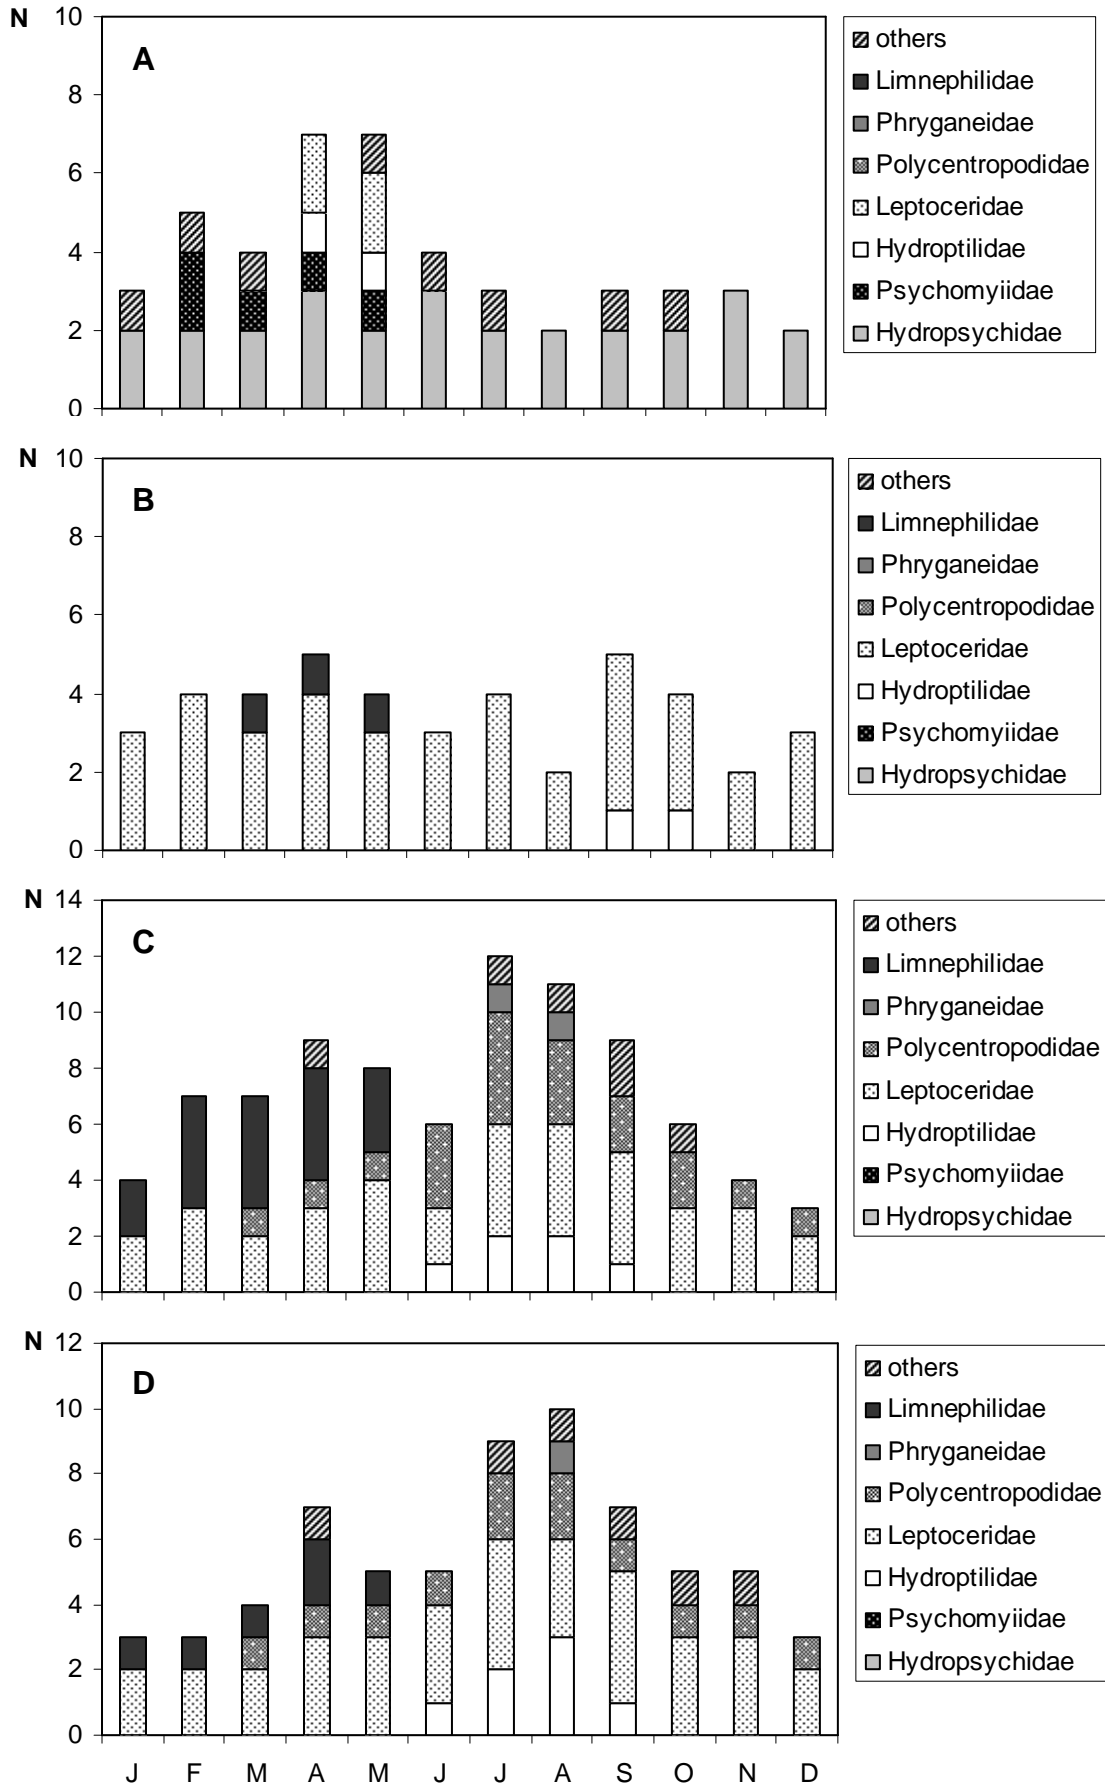 N
10
8
6
4
2
0
A
others
Limnephilidae
Phryganeidae
Polycentropodidae
Leptoceridae
Hydroptilidae
Psychomyiidae
Hydropsychidae
N
10
8
6
4
2
0
B
others
Limnephilidae
Phryganeidae
Polycentropodidae
Leptoceridae
Hydroptilidae
Psychomyiidae
Hydropsychidae
N
14
12
10
8
6
4
2
0
C
others
Limnephilidae
Phryganeidae
Polycentropodidae
Leptoceridae
Hydroptilidae
Psychomyiidae
Hydropsychidae
N
12
10
8
6
4
2
0
D
others
Limnephilidae
Phryganeidae
Polycentropodidae
Leptoceridae
Hydroptilidae
Psychomyiidae
Hydropsychidae
J F M A M J J A S O N D